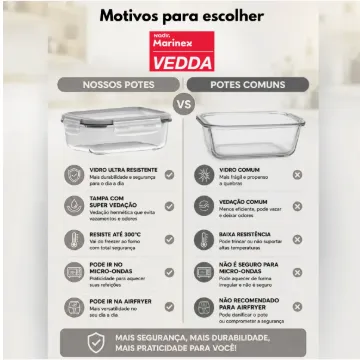 Motivos para escolher
nadir.
Marinex
VEDDA
NOSSOS POTES
POTES COMUNS
VS
VIDRO ULTRA RESISTENTE
Mais durabilidade e segurança
para o dia a dia
VIDRO COMUM
Mais frágil e propenso
a quebras
TAMPA COM
SUPER VEDAÇÃO
Vedação hermética que evita
vazamentos e odores
VEDAÇÃO COMUM
Menos eficiente, pode vazar
e deixar odores
RESISTE ATÉ 300°C
Vai do freezer ao forno
com total segurança
BAIXA RESISTÊNCIA
Pode trincar ou não suportar
altas temperaturas
PODE IR NO
MICRO-ONDAS
Praticidade para aquecer
suas refeições
NÃO É SEGURO PARA
MICRO-ONDAS
Pode aquecer de forma
irregular e não é seguro
PODE IR NA AIRFRYER
Mais versatilidade no
seu dia a dia
NÃO RECOMENDADO
PARA AIRFRYER
Pode danificar o pote
ou comprometer a segurança
MAIS SEGURANÇA, MAIS DURABILIDADE,
MAIS PRATICIDADE PARA VOCÊ!